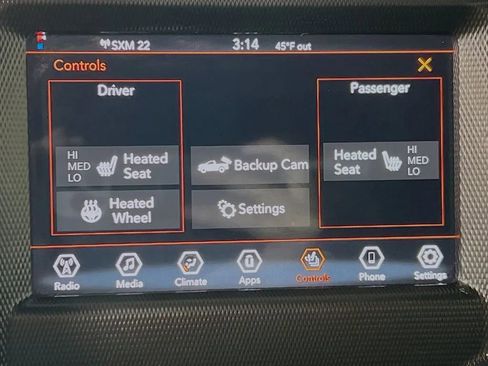 SXM 22 3:14 45°F out
Controls
Driver
Passenger
HI
MED
LO
Heated
Seat
Backup Cam
Heated
Seat
HI
MED
LO
Heated
Wheel
Settings
Radio Media Climate Apps Controls Phone Settings